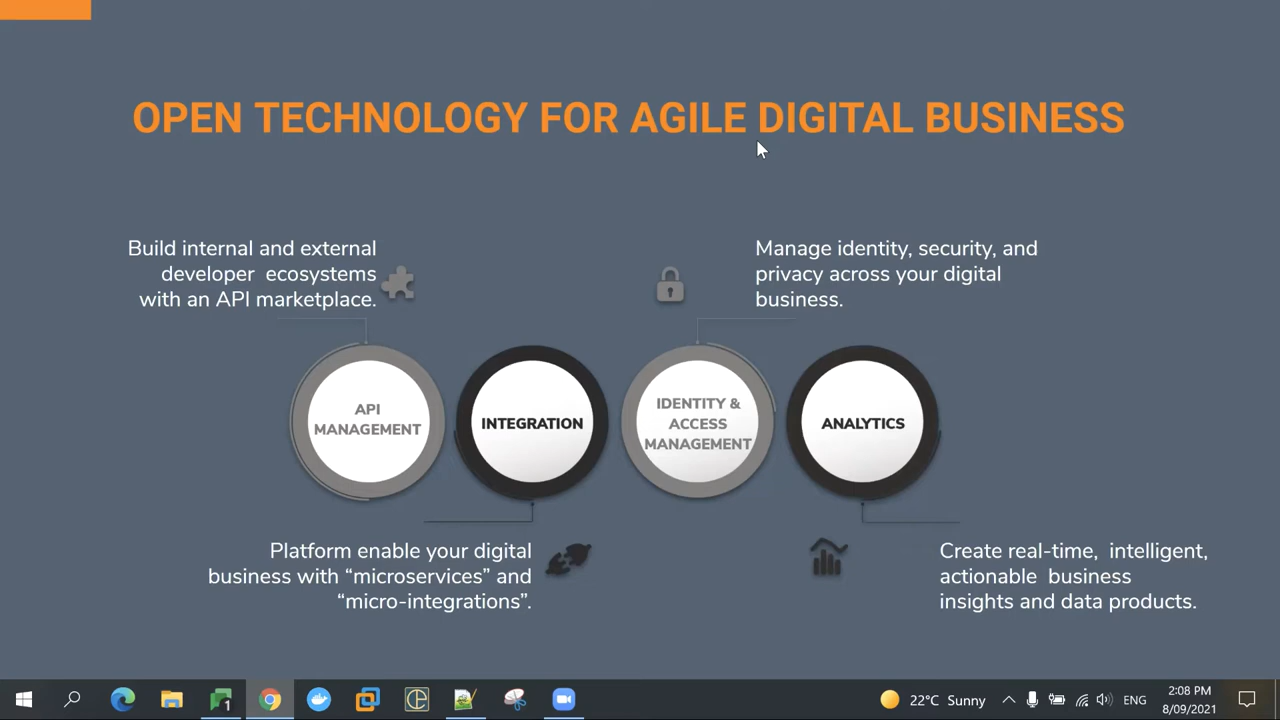 OPEN TECHNOLOGY FOR AGILE DIGITAL BUSINESS
Build internal and external
developer ecosystems
with an API marketplace.
Manage identity, security, and
privacy across your digital
business.
API
MANAGEMENT
INTEGRATION
IDENTITY &
ACCESS
MANAGEMENT
ANALYTICS
Platform enable your digital
business with “microservices” and
“micro-integrations”.
Create real-time, intelligent,
actionable business
insights and data products.
1
22°C Sunny
ENG
2:08 PM
8/09/2021